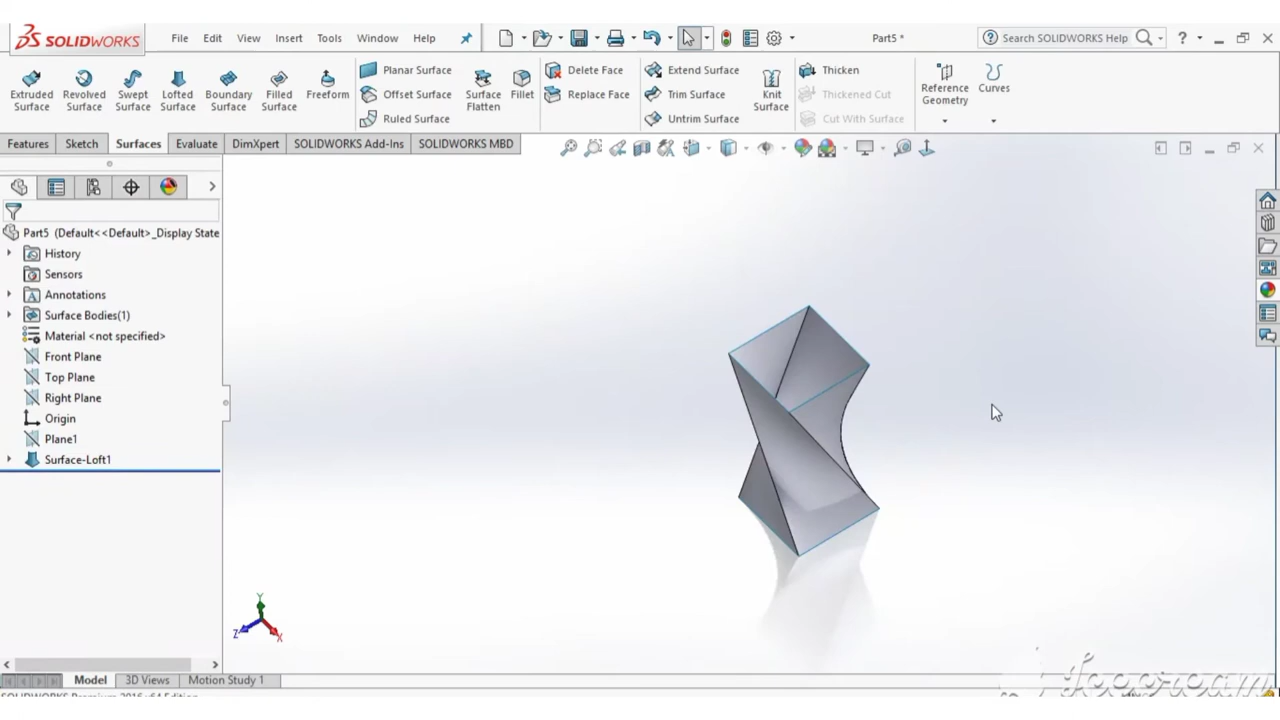 SOLIDWORKS File Edit View Insert Tools Window Help Part5 * Search SOLIDWORKS Help
Extruded Surface
Revolved Surface
Swept Surface
Lofted Surface
Boundary Surface
Filled Surface
Freeform
Planar Surface
Offset Surface
Ruled Surface
Surface Flatten
Fillet
Delete Face
Replace Face
Extend Surface
Trim Surface
Untrim Surface
Knit Surface
Thicken
Thickened Cut
Cut With Surface
Reference Geometry
Curves
Features Sketch Surfaces Evaluate DimXpert SOLIDWORKS Add-Ins SOLIDWORKS MBD
Part5 (Default<<Default>_Display State
History
Sensors
Annotations
Surface Bodies(1)
Material <not specified>
Front Plane
Top Plane
Right Plane
Origin
Plane1
Surface-Loft1
Y
Z
X
Model 3D Views Motion Study 1
SOLIDWORKS Premium 2016 x64 Edition